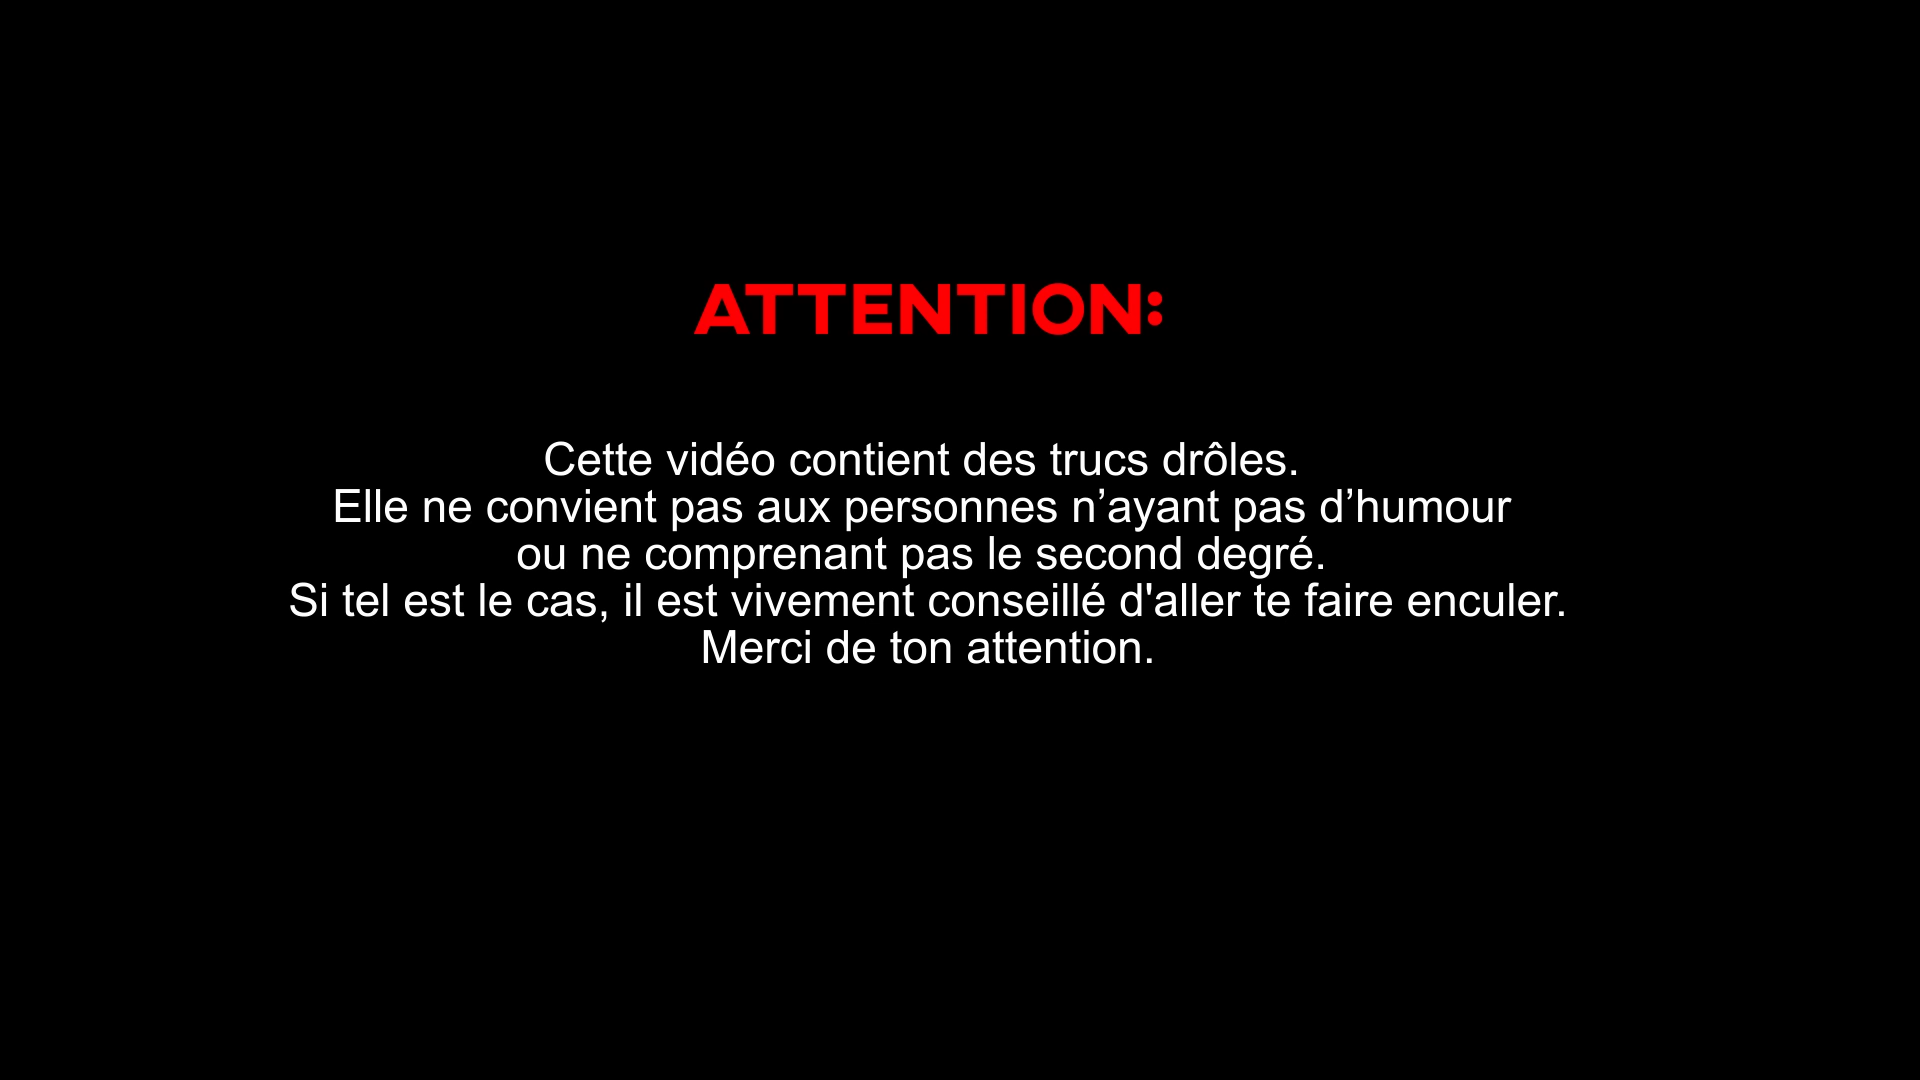 ATTENTION:
Cette vidéo contient des trucs drôles.
Elle ne convient pas aux personnes n’ayant pas d’humour
ou ne comprenant pas le second degré.
Si tel est le cas, il est vivement conseillé d'aller te faire enculer.
Merci de ton attention.